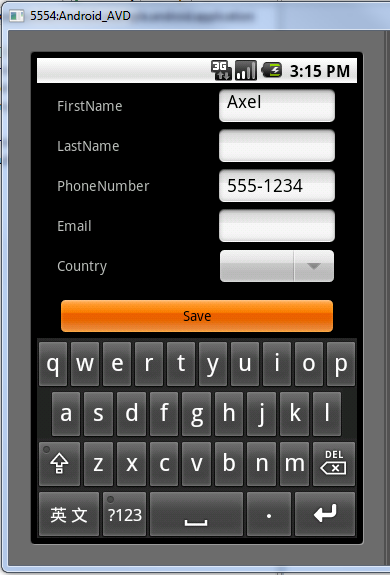 5554:Android_AVD
3G 3:15 PM
FirstName Axel
LastName
PhoneNumber 555-1234
Email
Country
Save
q w e r t y u i o p
a s d f g h j k l
z x c v b n m DEL
英文 ?123 .